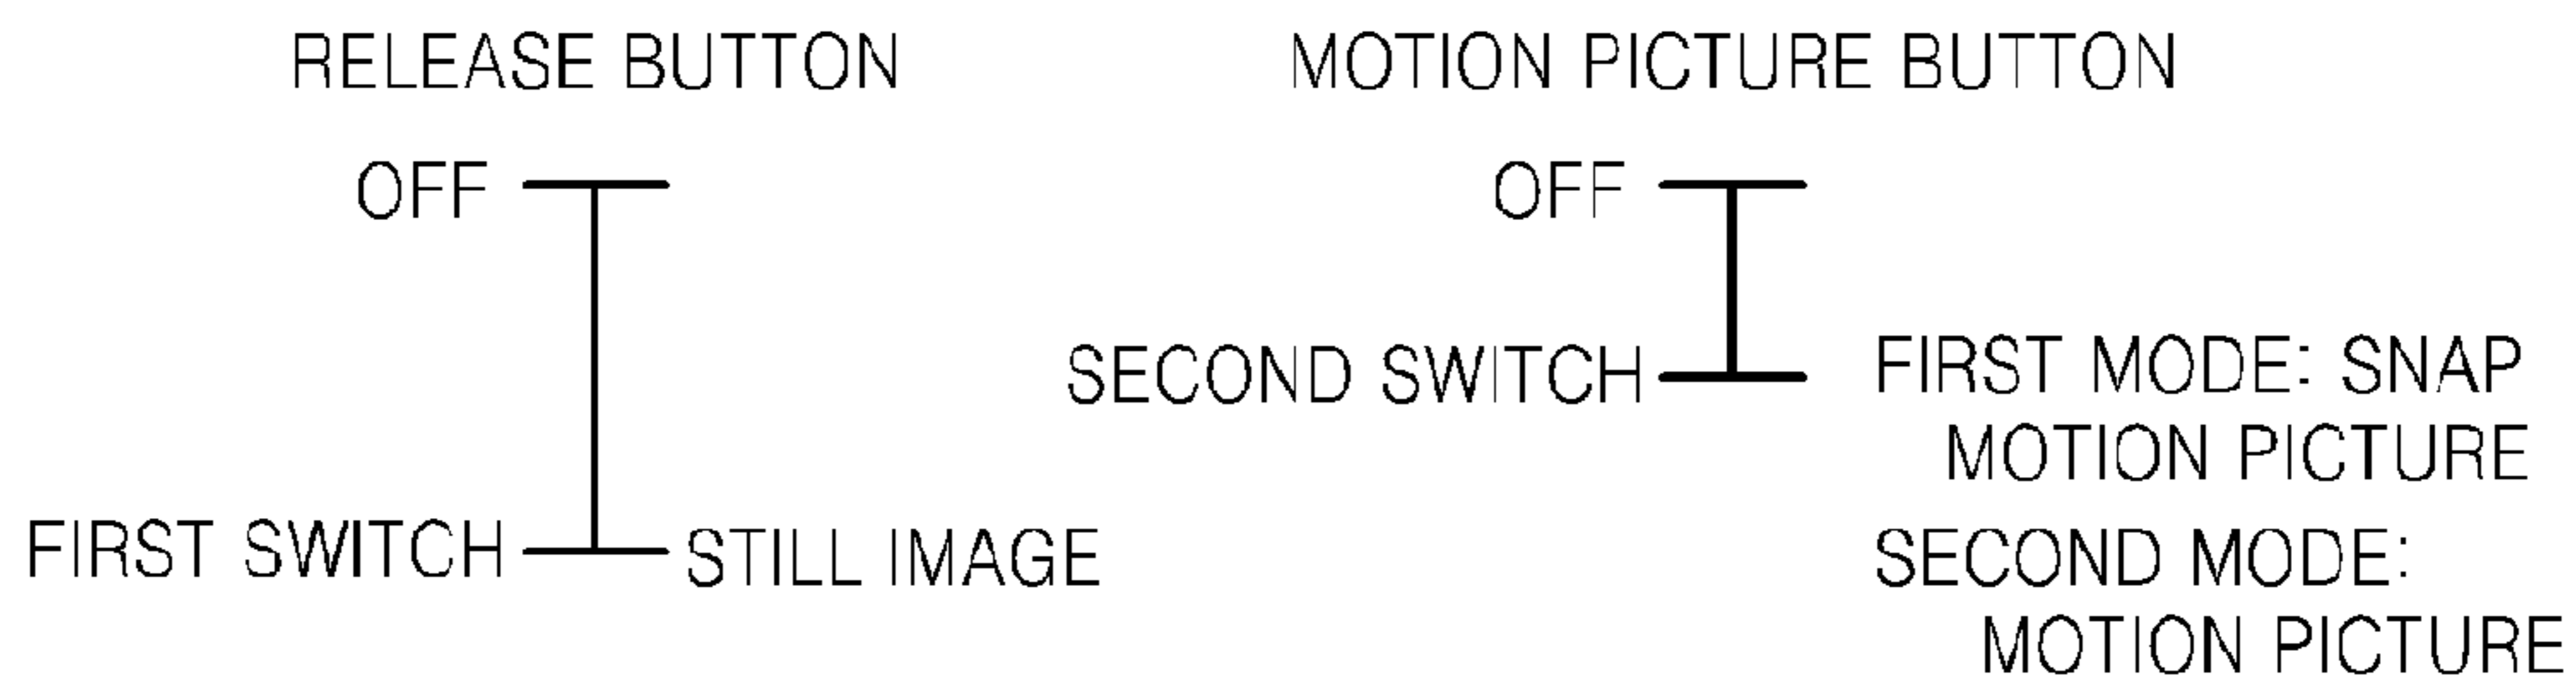 RELEASE BUTTON
OFF
FIRST SWITCH STILL IMAGE
MOTION PICTURE BUTTON
OFF
SECOND SWITCH FIRST MODE: SNAP
MOTION PICTURE
SECOND MODE:
MOTION PICTURE